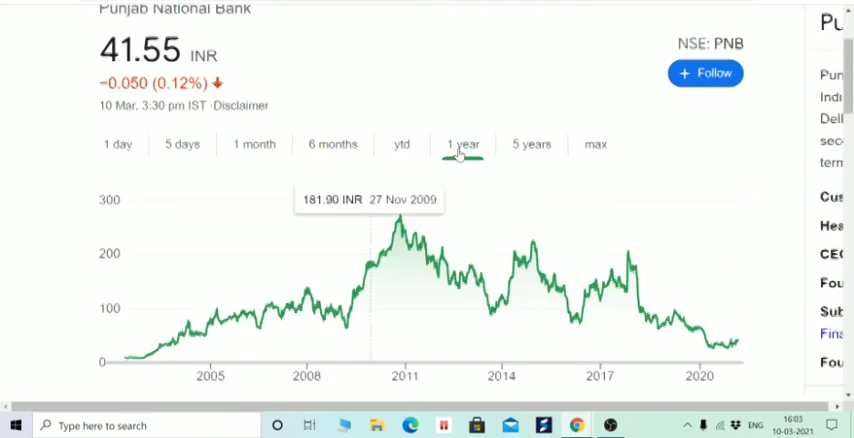 Punjab National Bank
41.55 INR
−0.050 (0.12%)
10 Mar, 3:30 pm IST · Disclaimer
NSE: PNB
+ Follow
1 day 5 days 1 month 6 months ytd 1 year 5 years max
181.90 INR 27 Nov 2009
300
200
100
0
2005 2008 2011 2014 2017 2020
Pu
Pun
Indi
Del
sec
term
Cus
Hea
CE
Fou
Sub
Fina
Fou
Type here to search
ENG
16:03
10-03-2021